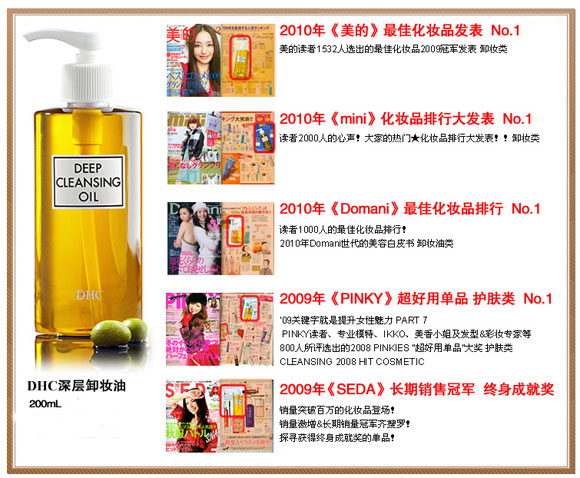 DEEP
CLEANSING
OIL
DHC
DHC深层卸妆油
200mL
2010年《美的》最佳化妆品发表 No.1
美的读者1532人选出的最佳化妆品2009冠军发表 卸妆类
2010年《mini》化妆品排行大发表 No.1
读者2000人的心声！大家的热门★化妆品排行大发表！！卸妆类
2010年《Domani》最佳化妆品排行 No.1
读者1000人的最佳化妆品排行！
2010年Domani世代的美容白皮书 卸妆油类
2009年《PINKY》超好用单品 护肤类 No.1
'09关键字就是提升女性魅力 PART 7
PINKY读者、专业模特、IKKO、美香小姐及发型&彩妆专家等
800人所评选出的2008 PINKIES "超好用单品"大奖 护肤类
CLEANSING 2008 HIT COSMETIC
2009年《SEDA》长期销售冠军 终身成就奖
销量突破百万的化妆品登场！
销量激增&长期销量冠军齐搜罗！
探寻获得终身成就奖的单品！